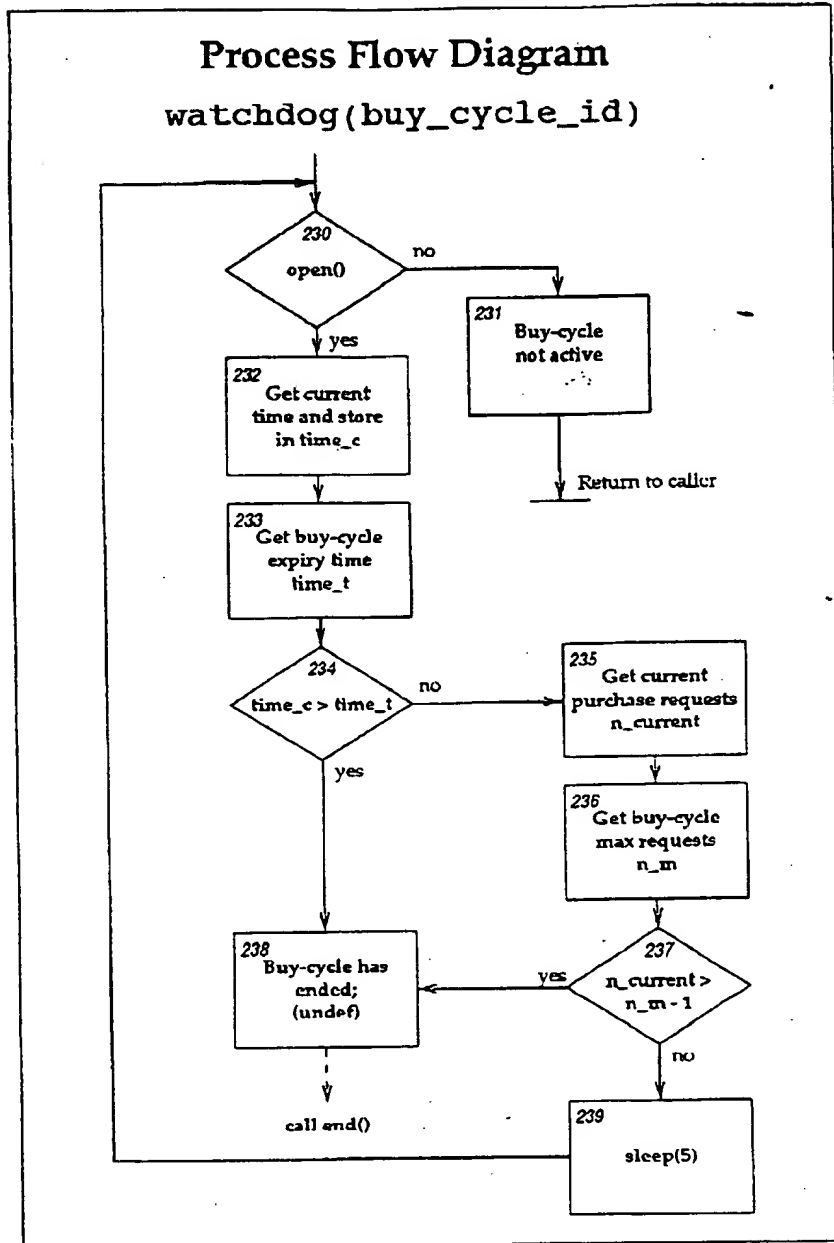 Process Flow Diagram
watchdog(buy_cycle_id)
230
open()
no
yes
231
Buy-cycle
not active
Return to caller
232
Get current
time and store
in time_c
233
Get buy-cycle
expiry time
time_t
234
time_c > time_t
no
yes
235
Get current
purchase requests
n_current
236
Get buy-cycle
max requests
n_m
237
n_current >
n_m - 1
yes
no
238
Buy-cycle has
ended;
(undef)
call end()
239
sleep(5)